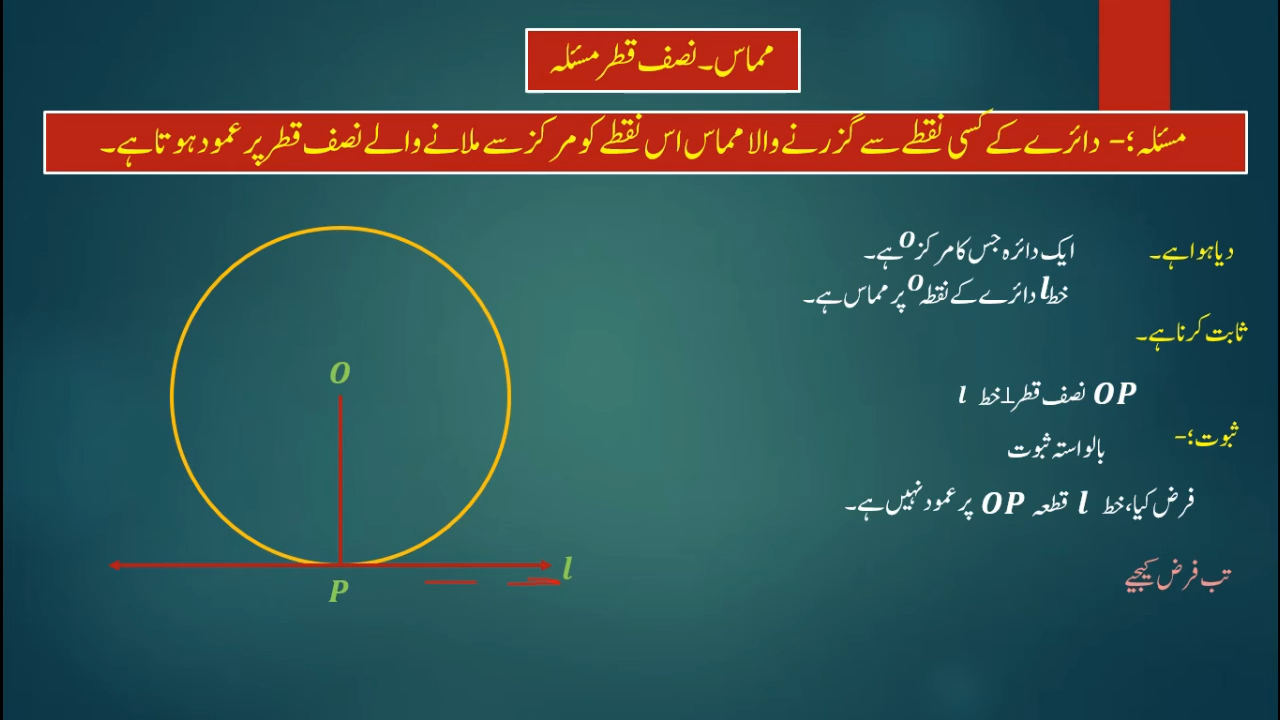 مماس۔نصف قطر مسئلہ
مسئلہ؛- دائرے کے کسی نقطے سے گزرنے والا مماس اس نقطے کو مرکز سے ملانے والے نصف قطر پر عمود ہوتا ہے۔
دیا ہوا ہے۔ ایک دائرہ جس کا مرکز O ہے۔
خط l دائرے کے نقطہ O پر مماس ہے۔
ثابت کرنا ہے۔
OP نصف قطر ⊥ خط l
ثبوت؛-
بالواستہ ثبوت
فرض کیا، خط l قطعہ OP پر عمود نہیں ہے۔
تب فرض کیجیے
O
P
l